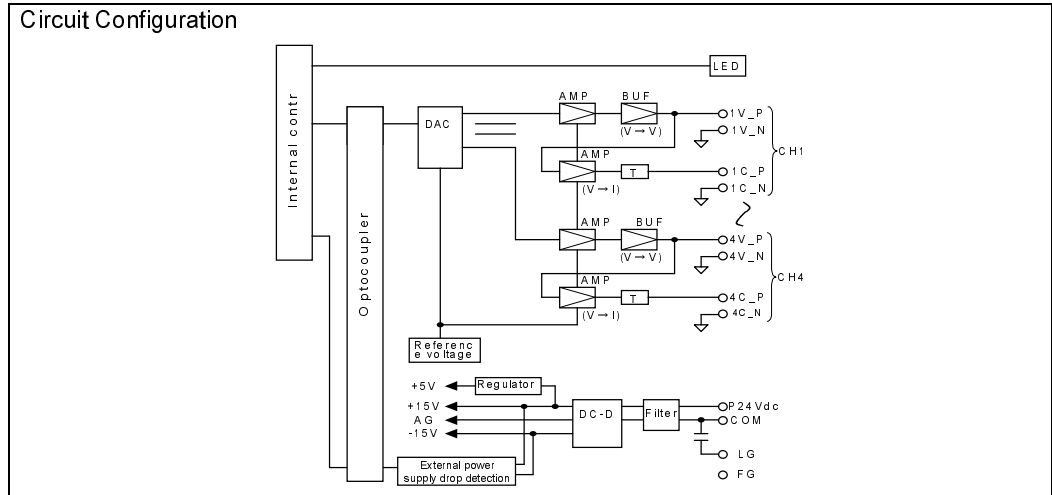 Circuit Configuration
Internal contr
Optocoupler
LED
DAC
AMP
BUF
(V→V)
AMP
T
(V→I)
1V_P
1V_N
CH1
1C_P
1C_N
AMP
BUF
(V→V)
AMP
T
(V→I)
4V_P
4V_N
CH4
4C_P
4C_N
Referenc
e voltage
+5V
Regulator
+15V
AG
-15V
DC-D
Filter
P24Vdc
COM
LG
FG
External power
supply drop detection